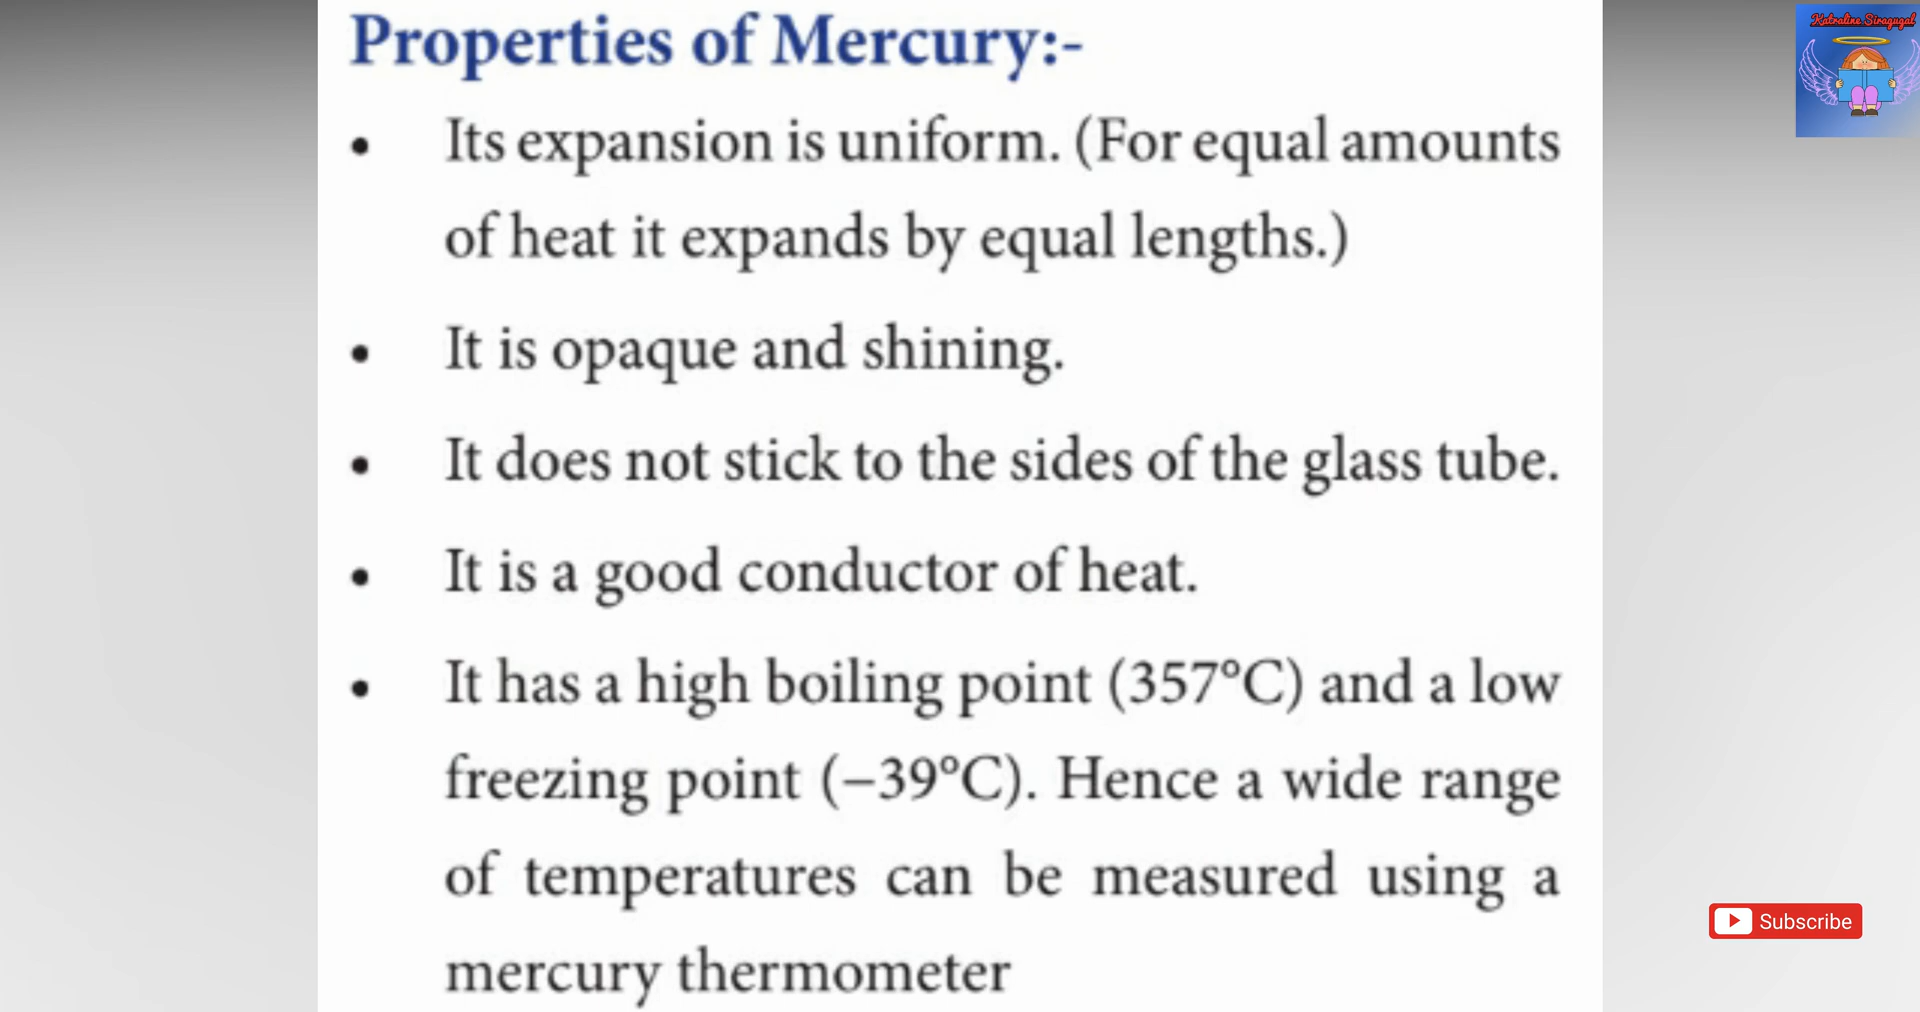 Properties of Mercury:-
• Its expansion is uniform. (For equal amounts
of heat it expands by equal lengths.)
• It is opaque and shining.
• It does not stick to the sides of the glass tube.
• It is a good conductor of heat.
• It has a high boiling point (357°C) and a low
freezing point (–39°C). Hence a wide range
of temperatures can be measured using a
mercury thermometer
Katraline Siragugal
Subscribe